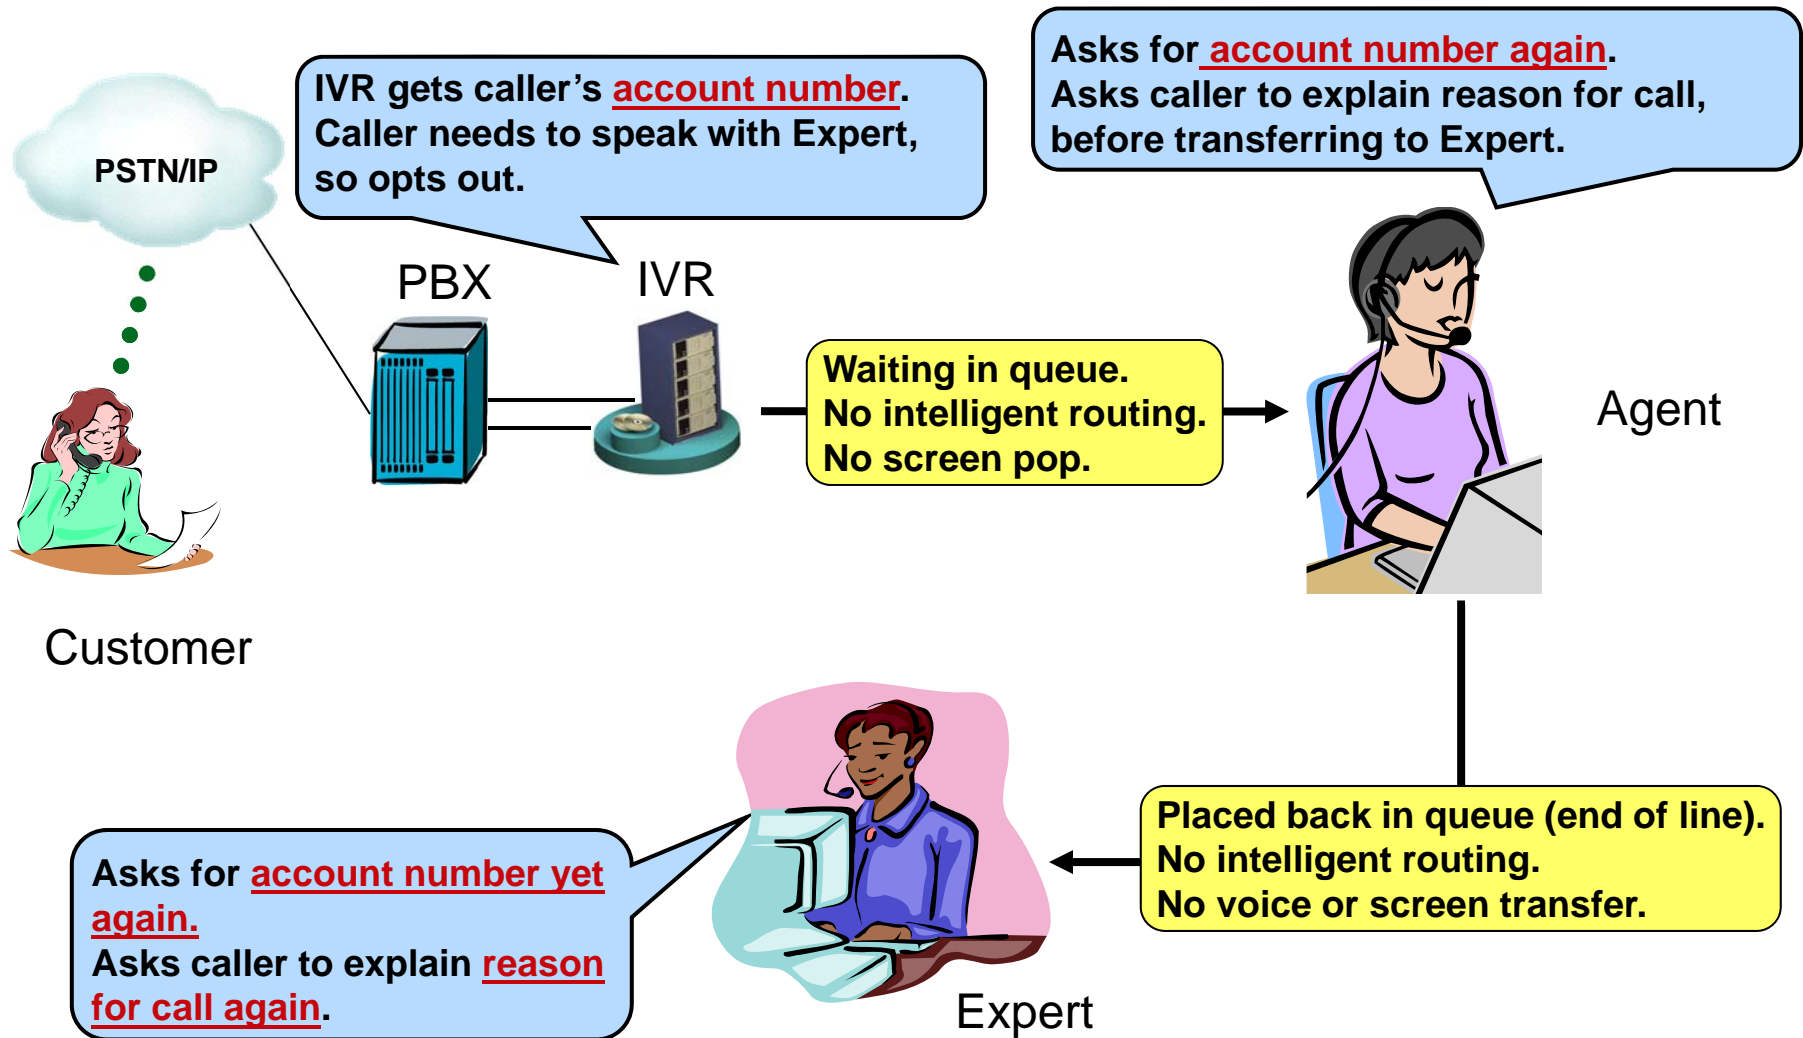 PSTN/IP
IVR gets caller’s account number.
Caller needs to speak with Expert,
so opts out.
Asks for account number again.
Asks caller to explain reason for call,
before transferring to Expert.
PBX
IVR
Waiting in queue.
No intelligent routing.
No screen pop.
Agent
Customer
Placed back in queue (end of line).
No intelligent routing.
No voice or screen transfer.
Asks for account number yet
again.
Asks caller to explain reason
for call again.
Expert